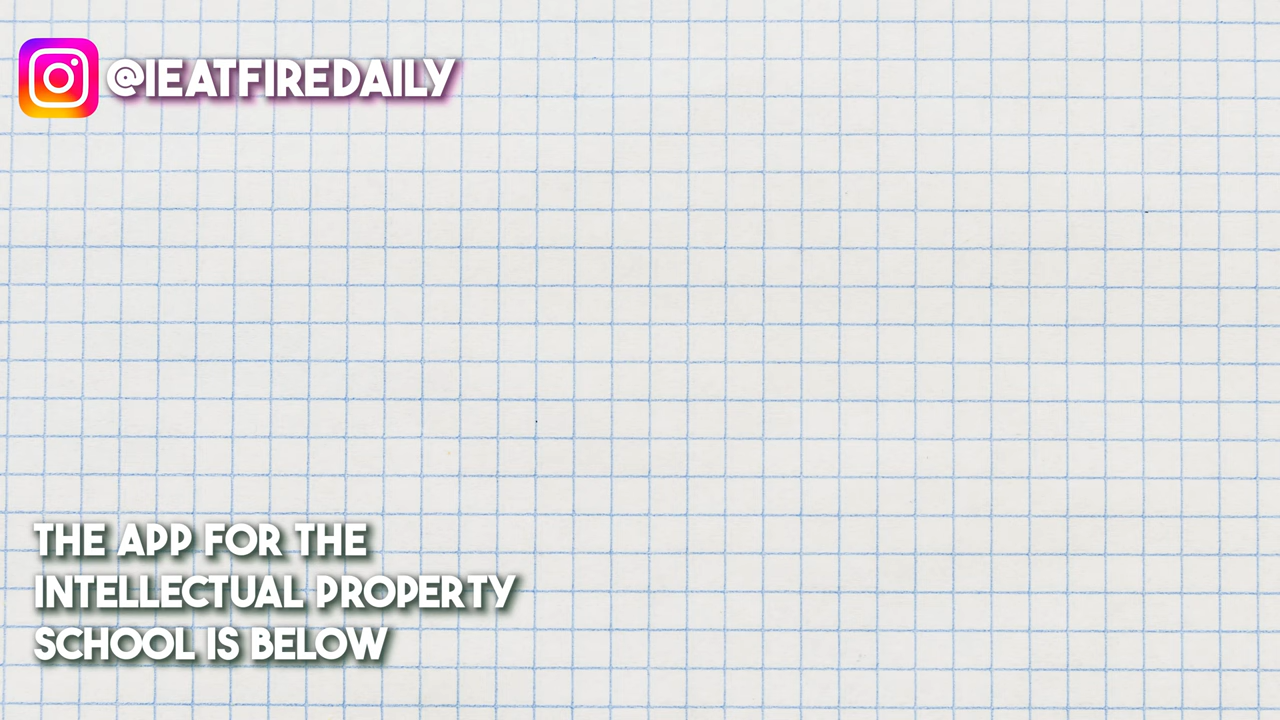 @IEATFIREDAILY
THE APP FOR THE
INTELLECTUAL PROPERTY
SCHOOL IS BELOW